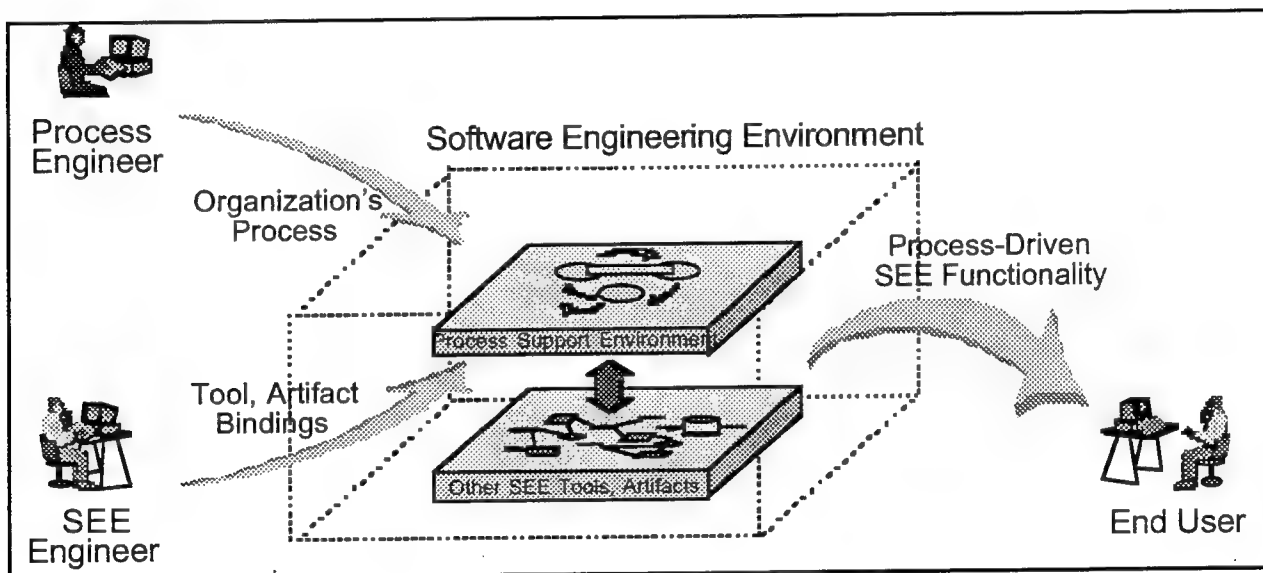 Process
Engineer
Software Engineering Environment
Organization's
Process
Process-Driven
SEE Functionality
Process Support Environment
Tool, Artifact
Bindings
Other SEE Tools, Artifacts
SEE
Engineer
End User